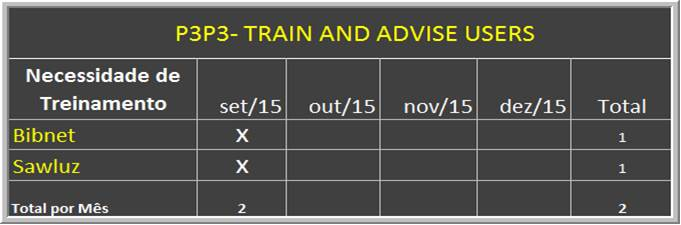 P3P3- TRAIN AND ADVISE USERS
Necessidade de
Treinamento set/15 out/15 nov/15 dez/15 Total
Bibnet X 1
Sawluz X 1
Total por Mês 2 2